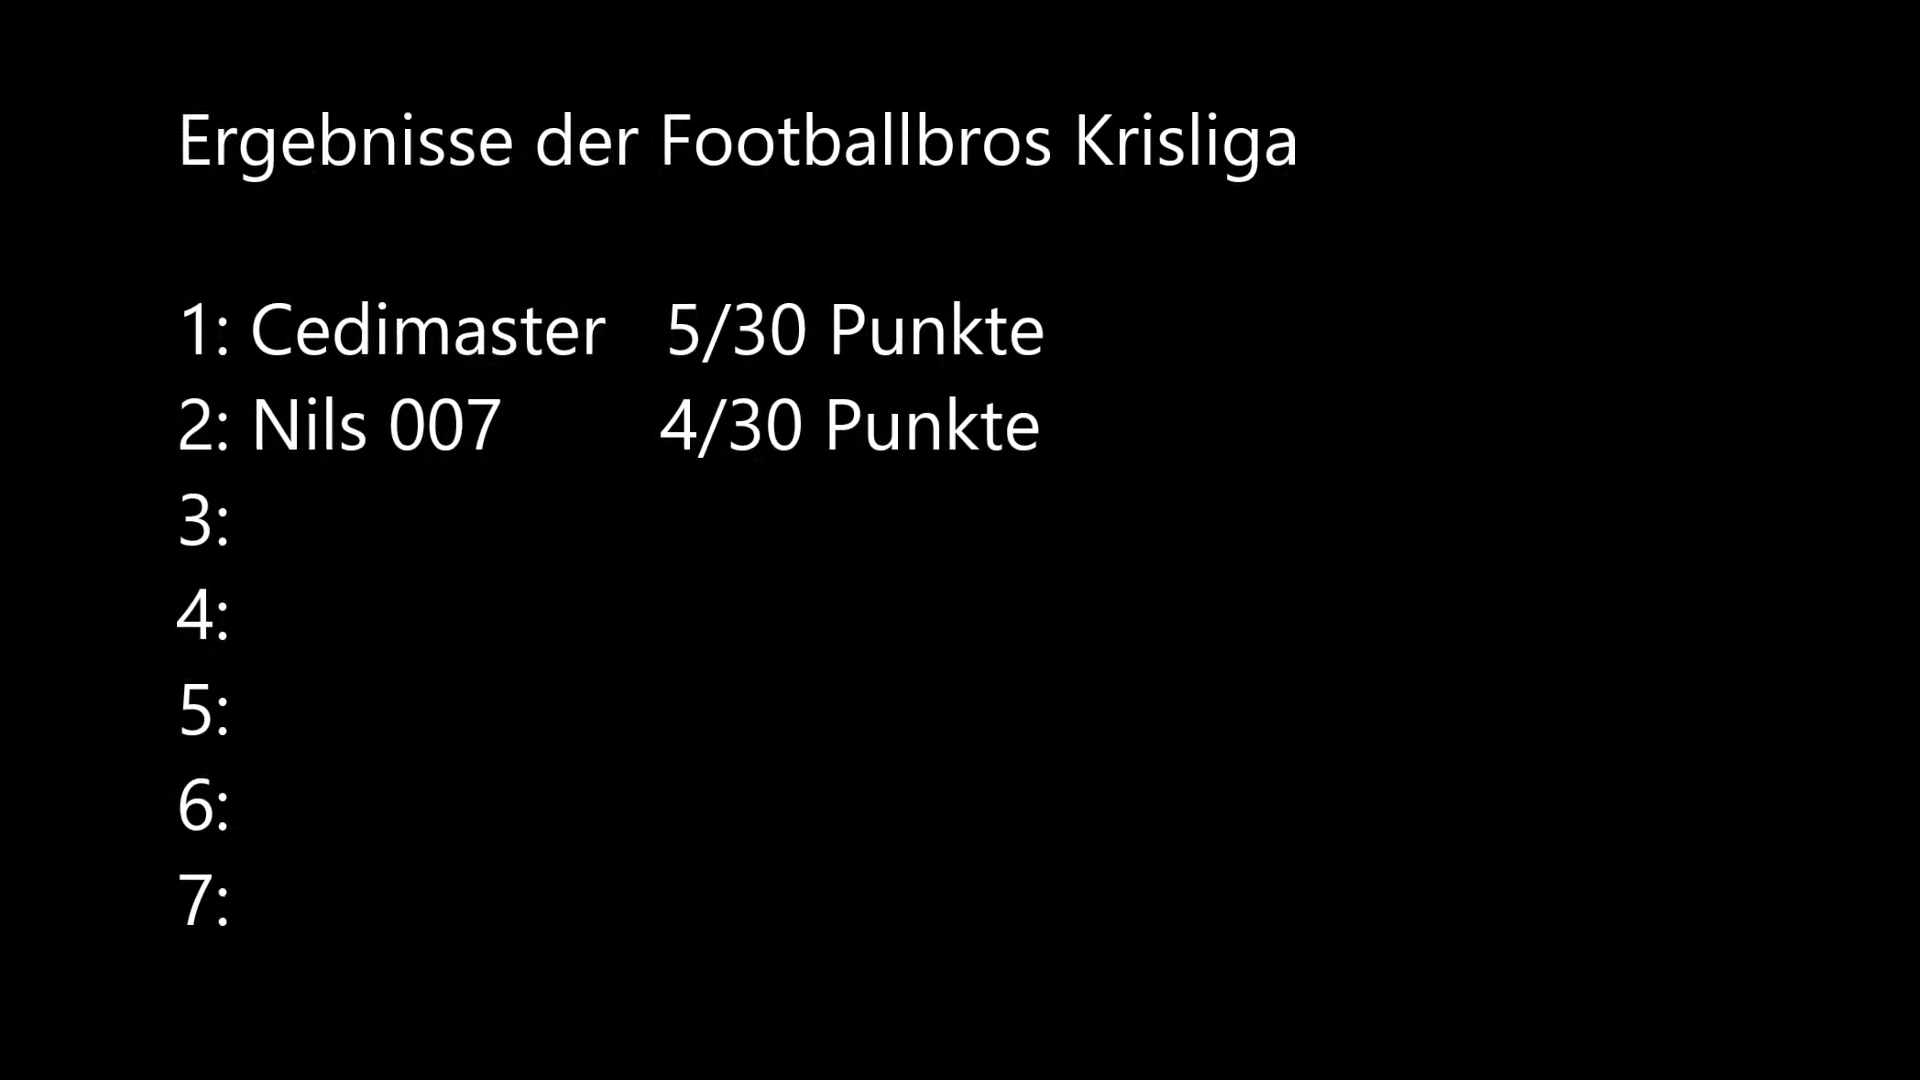 Ergebnisse der Footballbros Krisliga
1: Cedimaster 5/30 Punkte
2: Nils 007 4/30 Punkte
3:
4:
5:
6:
7: